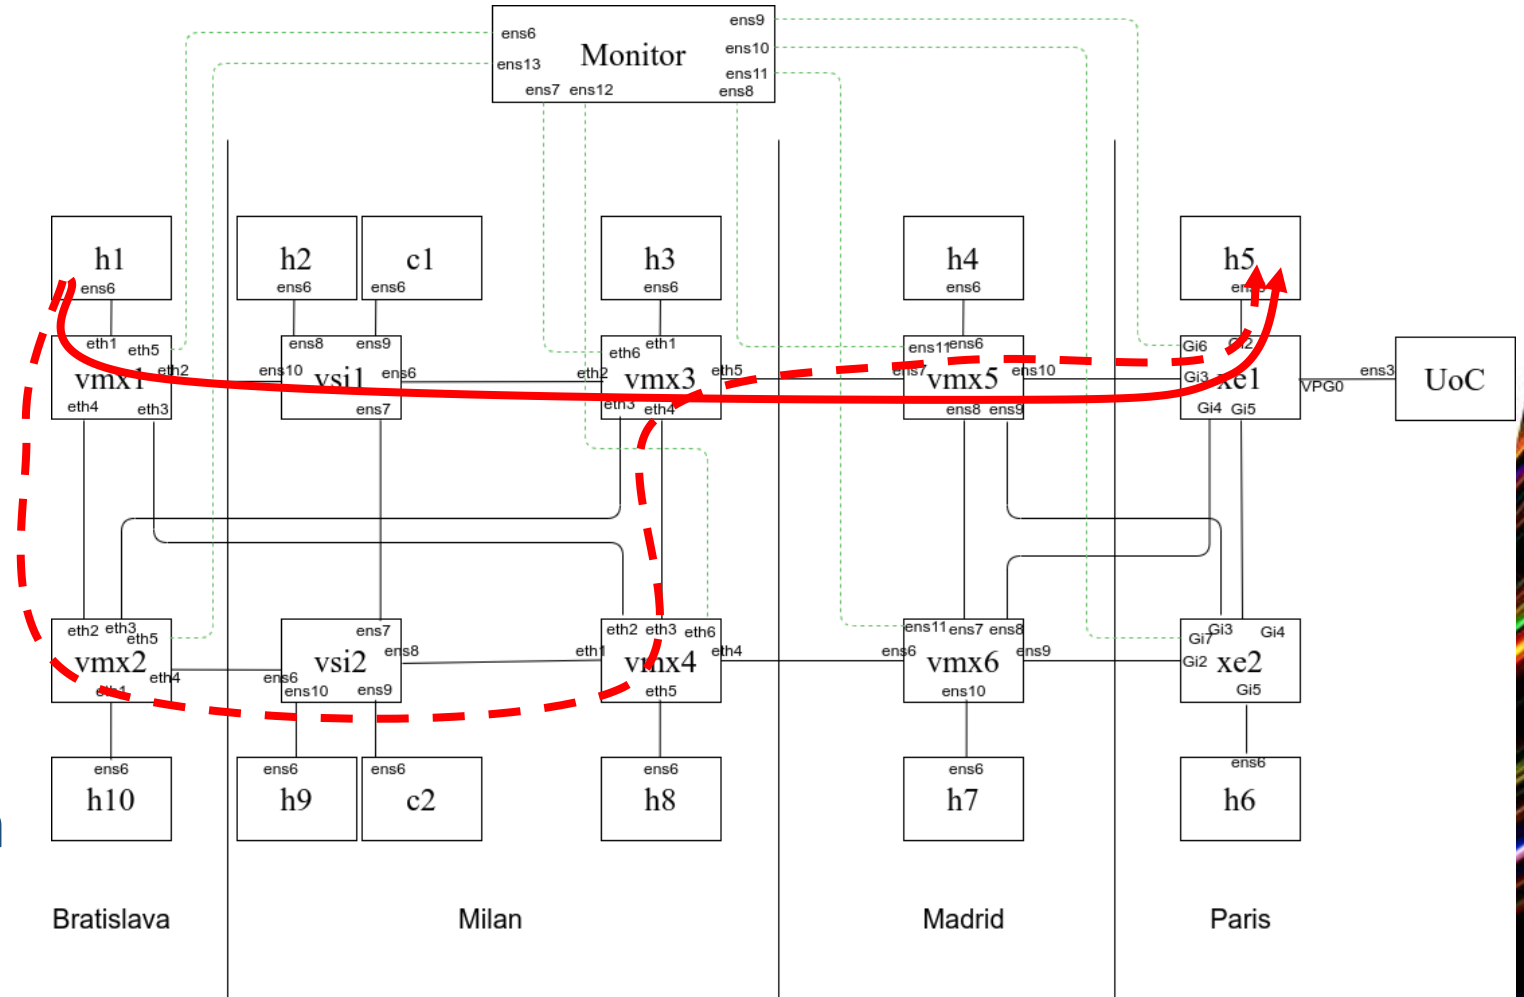 ens6
ens13
Monitor
ens9
ens10
ens11
ens7 ens12
ens8
h1
ens6
h2
ens6
c1
ens6
h3
ens6
h4
ens6
h5
eth1
eth5
vmx1
eth2
eth4
eth3
ens8
ens9
ens10
vsi1
ens6
ens7
eth1
eth6
eth2
vmx3
eth5
eth3
eth4
ens11
ens6
ens7
vmx5
ens10
ens8
ens9
Gi6
Gi2
Gi3
xe1
VPG0
Gi4
Gi5
ens3
UoC
eth2
eth3
eth5
vmx2
eth4
eth1
ens7
vsi2
ens8
ens6
ens10
ens9
eth2
eth3
eth6
eth1
vmx4
eth4
eth5
ens11
ens7
ens8
ens6
vmx6
ens9
ens10
Gi3
Gi4
Gi7
Gi2
xe2
Gi5
ens6
h10
ens6
h9
ens6
c2
ens6
h8
ens6
h7
ens6
h6
Bratislava
Milan
Madrid
Paris